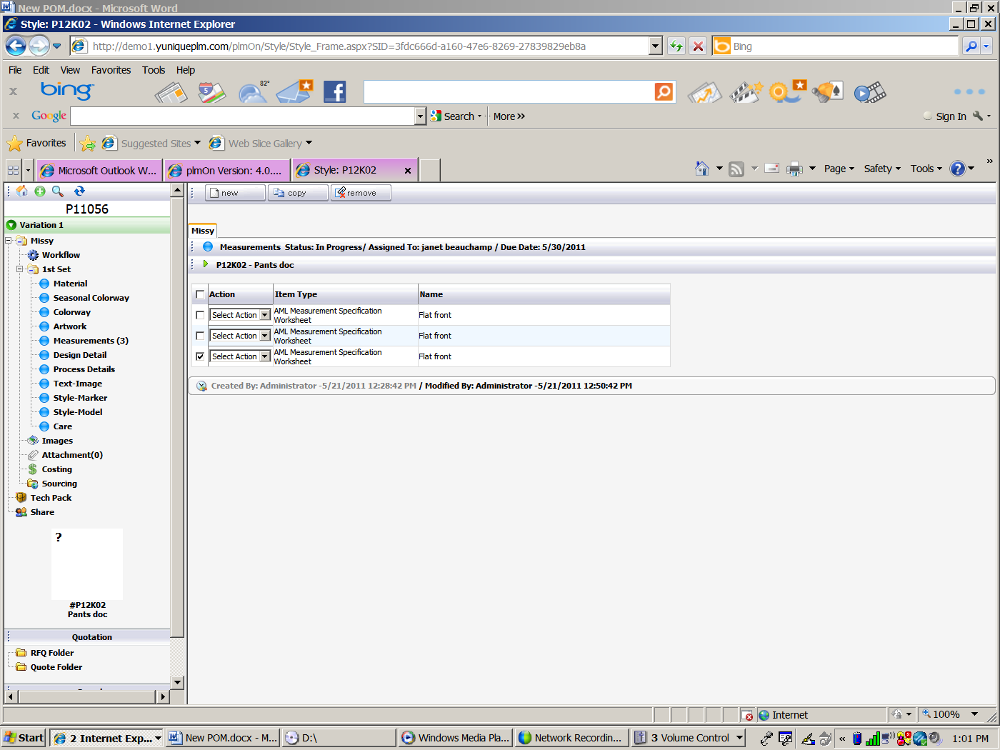 New POM.docx - Microsoft Word
Style: P12K02 - Windows Internet Explorer
http://demo1.yuniqueplm.com/plmOn/Style/Style_Frame.aspx?SID=3fdc666d-a160-47e6-8269-27839829eb8a
Bing
File Edit View Favorites Tools Help
x bing 82°
x Google Search More >> Sign In
Favorites Suggested Sites Web Slice Gallery
Microsoft Outlook W... plmOn Version: 4.0.... Style: P12K02 x Page Safety Tools »
new copy remove
P11056
Variation 1
Missy
Workflow
1st Set
Material
Seasonal Colorway
Colorway
Artwork
Measurements (3)
Design Detail
Process Details
Text-Image
Style-Marker
Style-Model
Care
Images
Attachment(0)
Costing
Sourcing
Tech Pack
Share
?
#P12K02
Pants doc
Quotation
RFQ Folder
Quote Folder
Missy
Measurements Status: In Progress/ Assigned To: janet beauchamp / Due Date: 5/30/2011
P12K02 - Pants doc
Action Item Type Name
Select Action AML Measurement Specification Worksheet Flat front
Select Action AML Measurement Specification Worksheet Flat front
Select Action AML Measurement Specification Worksheet Flat front
Created By: Administrator -5/21/2011 12:28:42 PM / Modified By: Administrator -5/21/2011 12:50:42 PM
Internet 100%
Start 2 Internet Exp... New POM.docx - M... D:\ Windows Media Pla... Network Recordin... 3 Volume Control « 1:01 PM